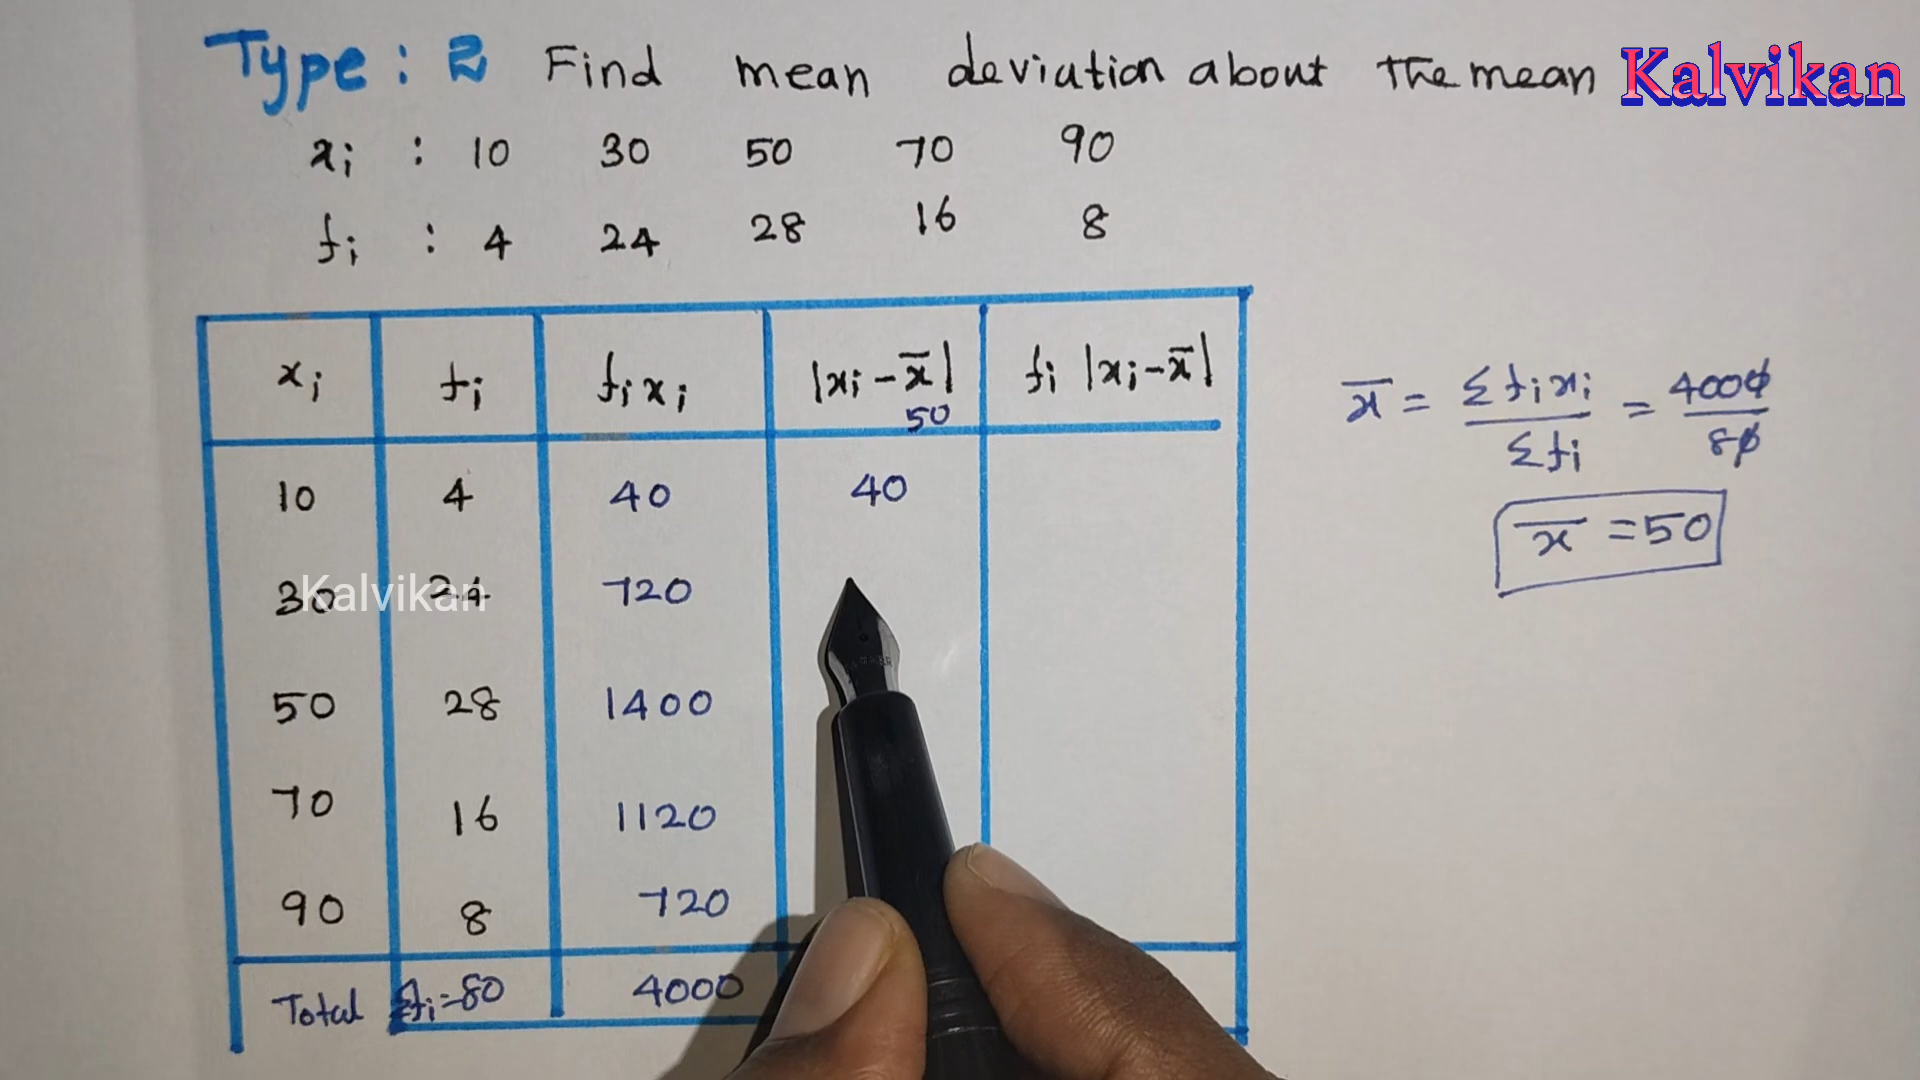 Type: 2 Find mean deviation about the mean Kalvikan
xi : 10 30 50 70 90
fi : 4 24 28 16 8
xi fi fixi |xi-x̅| fi |xi-x̅|
50
10 4 40 40
30 24 720
Kalvikan
50 28 1400
70 16 1120
90 8 720
Total Σfi=80 4000
x̅ = Σfixi/Σfi = 4000/80
x̅ =50